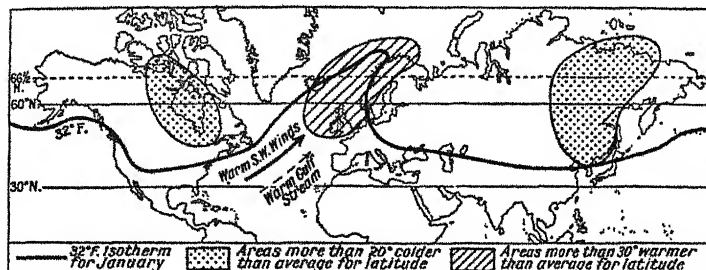 66½
N.
60°N.
32°F.
Warm S.W. Winds
Warm Gulf
Stream
30°N.
32°F. Isotherm
for January
Areas more than 20° colder
than average for latitude
Areas more than 30° warmer
than average for latitude